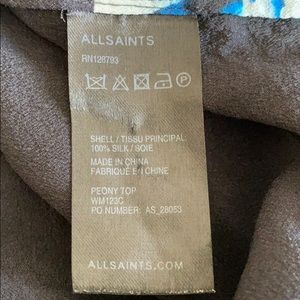 ALLSAINTS
RN128793
SHELL / TISSU PRINCIPAL:
100% SILK / SOIE
MADE IN CHINA
FABRIQUÉ EN CHINE
PEONY TOP
WM123C
PO NUMBER: AS_28053
ALLSAINTS.COM